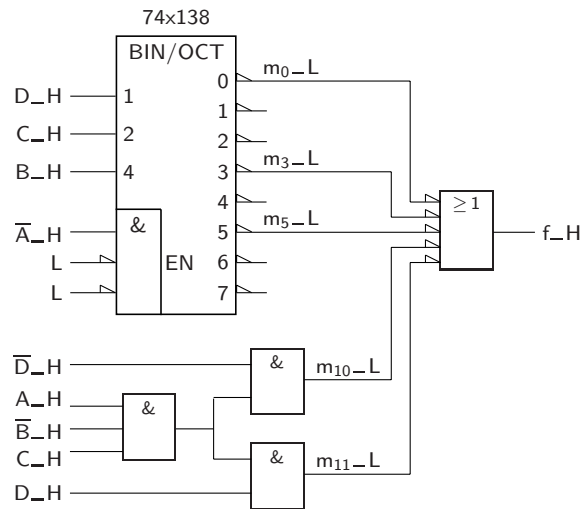 74x138
BIN/OCT
D_H
C_H
B_H
A̅_H
L
L
1
2
4
&
EN
0
1
2
3
4
5
6
7
m₀_L
m₃_L
m₅_L
≥1
f_H
D̅_H
A_H
B̅_H
C_H
D_H
&
&
&
m₁₀_L
m₁₁_L